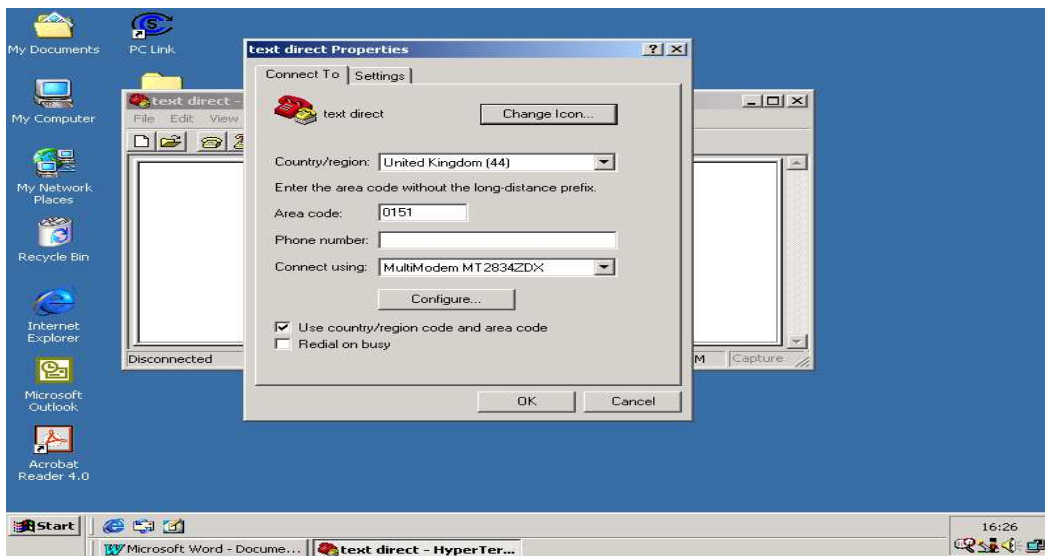 My Documents
PC Link
My Computer
My Network
Places
Recycle Bin
Internet
Explorer
Microsoft
Outlook
Acrobat
Reader 4.0
text direct -
File Edit View
Disconnected
M
Capture
text direct Properties
Connect To
Settings
text direct
Change Icon...
Country/region:
United Kingdom (44)
Enter the area code without the long-distance prefix.
Area code:
0151
Phone number:
Connect using:
MultiModem MT2834ZDX
Configure...
Use country/region code and area code
Redial on busy
OK
Cancel
Start
16:26
Microsoft Word - Docume...
text direct - HyperTer...